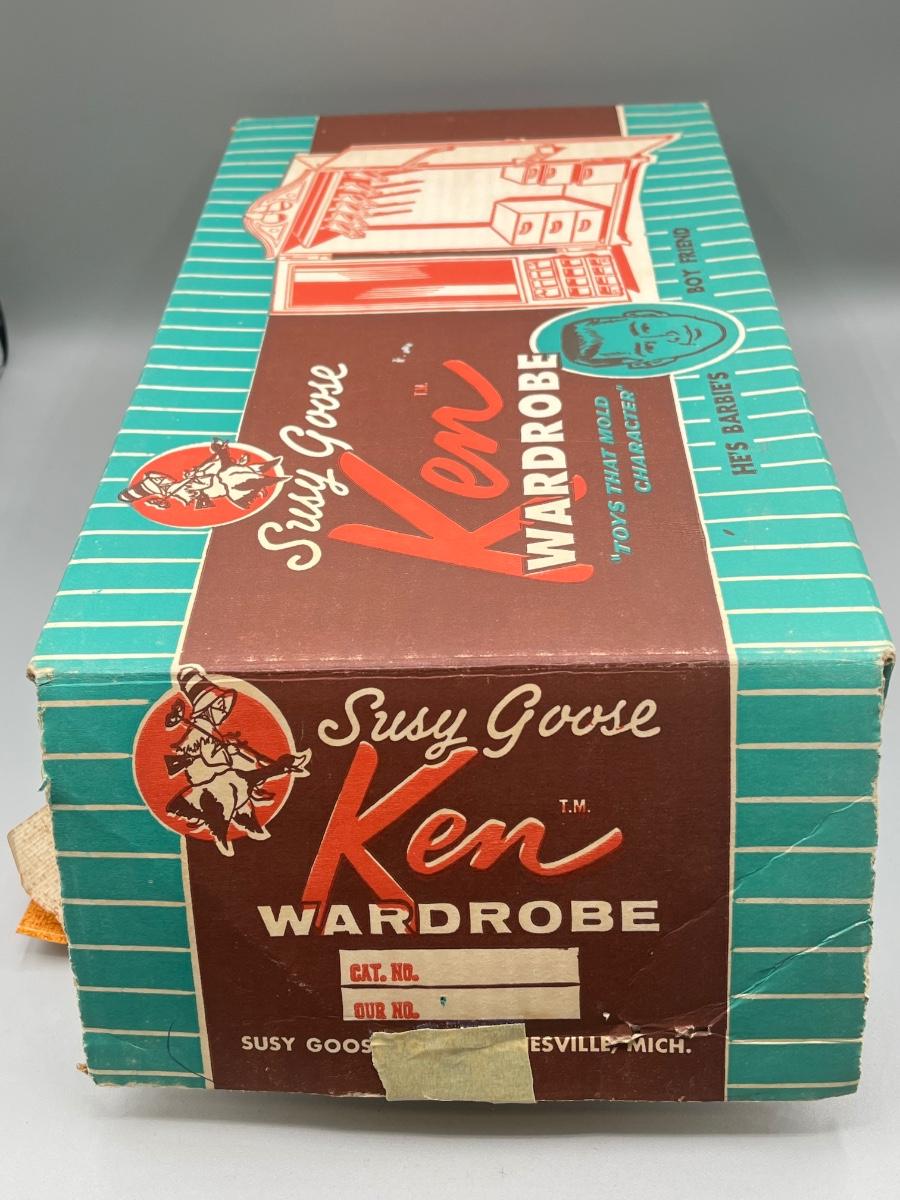 Susy Goose
Ken T.M.
WARDROBE
"TOYS THAT MOLD
CHARACTER"
HE'S BARBIE'S BOY FRIEND
Susy Goose
Ken T.M.
WARDROBE
CAT. NO.
OUR NO.
SUSY GOOS ESVILLE, MICH.